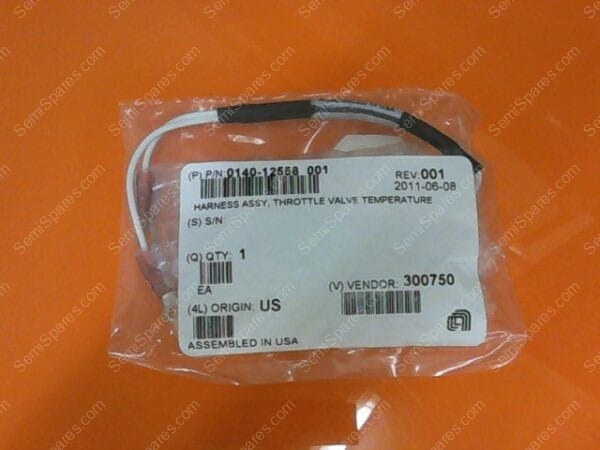 (P) P/N: 0140-12558 001
REV: 001
2011-06-08
HARNESS ASSY, THROTTLE VALVE TEMPERATURE
(S) S/N:
(Q) QTY: 1
EA
(V) VENDOR: 300750
(4L) ORIGIN: US
ASSEMBLED IN USA
SemiSpares.com